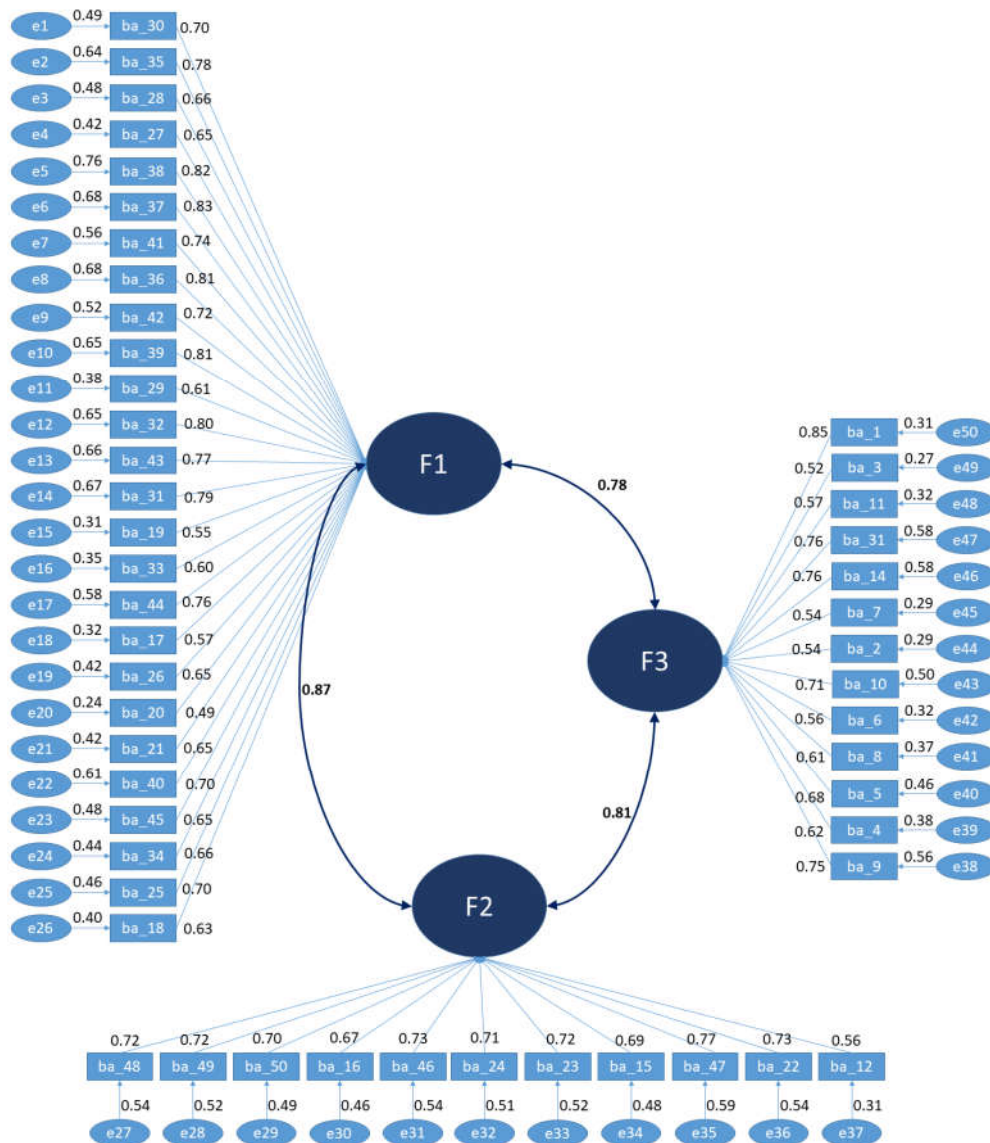 e1 0.49 ba_30 0.70
e2 0.64 ba_35 0.78
e3 0.48 ba_28 0.66
e4 0.42 ba_27 0.65
e5 0.76 ba_38 0.82
e6 0.68 ba_37 0.83
e7 0.56 ba_41 0.74
e8 0.68 ba_36 0.81
e9 0.52 ba_42 0.72
e10 0.65 ba_39 0.81
e11 0.38 ba_29 0.61
e12 0.65 ba_32 0.80
e13 0.66 ba_43 0.77
e14 0.67 ba_31 0.79
e15 0.31 ba_19 0.55
e16 0.35 ba_33 0.60
e17 0.58 ba_44 0.76
e18 0.32 ba_17 0.57
e19 0.42 ba_26 0.65
e20 0.24 ba_20 0.49
e21 0.42 ba_21 0.65
e22 0.61 ba_40 0.70
e23 0.48 ba_45 0.65
e24 0.44 ba_34 0.66
e25 0.46 ba_25 0.70
e26 0.40 ba_18 0.63
F1
0.78
F3
0.87
0.81
F2
0.85 ba_1 0.31 e50
0.52 ba_3 0.27 e49
0.57 ba_11 0.32 e48
0.76 ba_31 0.58 e47
0.76 ba_14 0.58 e46
0.54 ba_7 0.29 e45
0.54 ba_2 0.29 e44
0.71 ba_10 0.50 e43
0.56 ba_6 0.32 e42
0.61 ba_8 0.37 e41
0.68 ba_5 0.46 e40
0.62 ba_4 0.38 e39
0.75 ba_9 0.56 e38
0.72 0.72 0.70 0.67 0.73 0.71 0.72 0.69 0.77 0.73 0.56
ba_48 ba_49 ba_50 ba_16 ba_46 ba_24 ba_23 ba_15 ba_47 ba_22 ba_12
0.54 0.52 0.49 0.46 0.54 0.51 0.52 0.48 0.59 0.54 0.31
e27 e28 e29 e30 e31 e32 e33 e34 e35 e36 e37